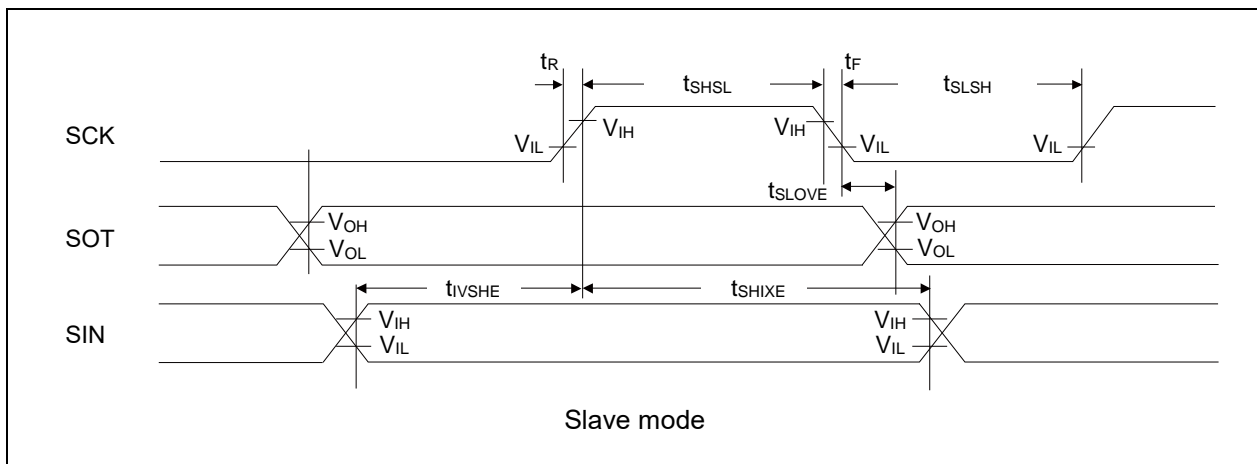 tR tSHSL tF tSLSH
SCK VIL VIH VIH VIL VIL
tSLOVE
SOT VOH VOL VOH VOL
tIVSHE tSHIXE
SIN VIH VIL VIH VIL
Slave mode